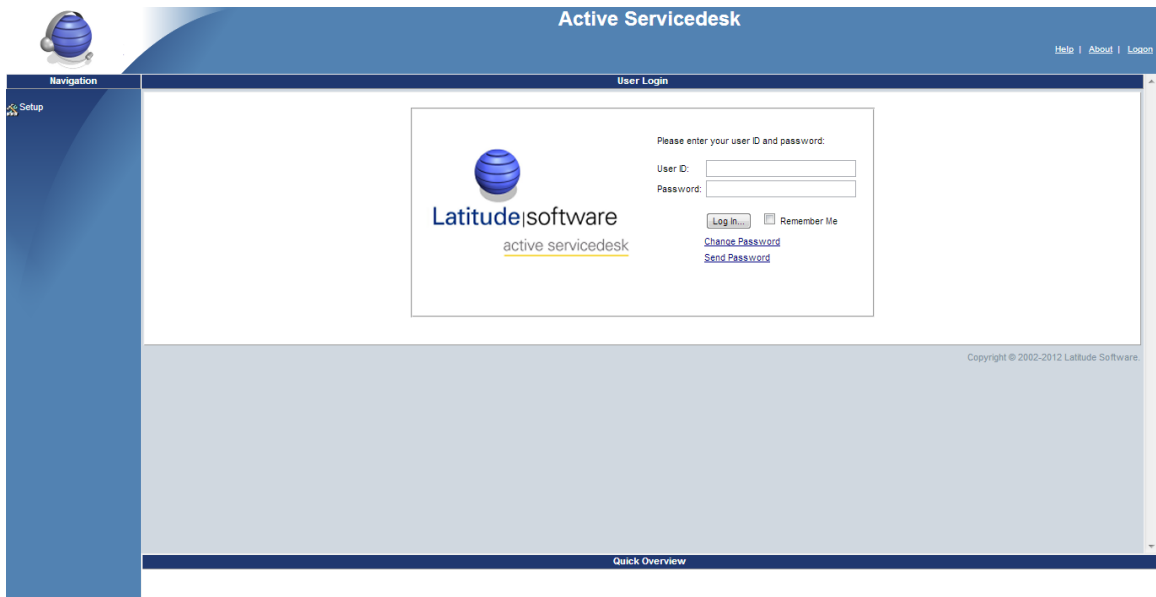 Active Servicedesk
Help | About | Logon
Navigation
User Login
Setup
Please enter your user ID and password:
User ID:
Password:
Log In...
Remember Me
Change Password
Send Password
Latitude|software
active servicedesk
Copyright © 2002-2012 Latitude Software.
Quick Overview